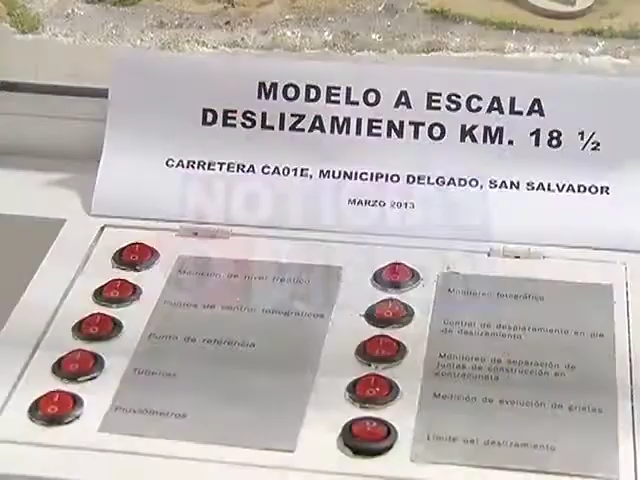 MODELO A ESCALA
DESLIZAMIENTO KM. 18 ½
CARRETERA CA01E, MUNICIPIO DELGADO, SAN SALVADOR
MARZO 2013
Medición de nivel freático
Puntos de control topográficos
Punto de referencia
Tuberías
Pluviómetros
Monitoreo fotográfico
Control de desplazamiento en pie
de deslizamiento
Monitoreo de separación de
juntas de construcción en
contracuneta
Medición de evolución de grietas
Límite del deslizamiento